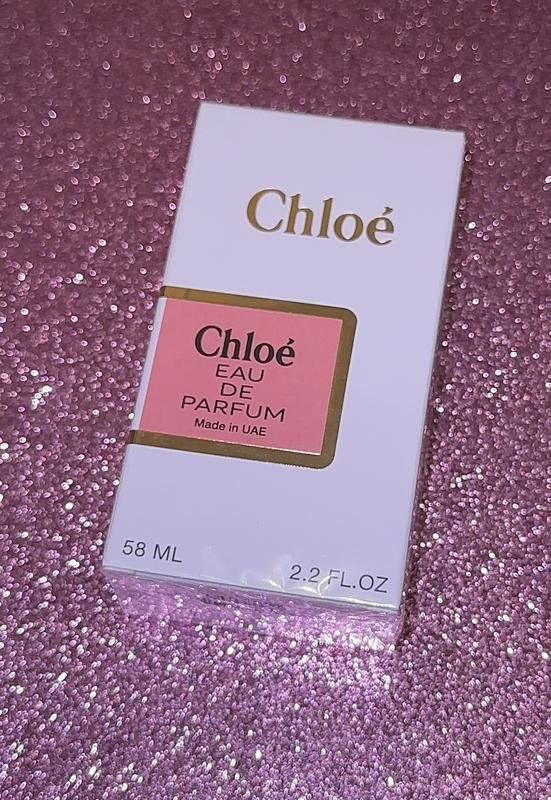 Chloé
Chloé
EAU
DE
PARFUM
Made in UAE
58 ML
2.2 FL.OZ